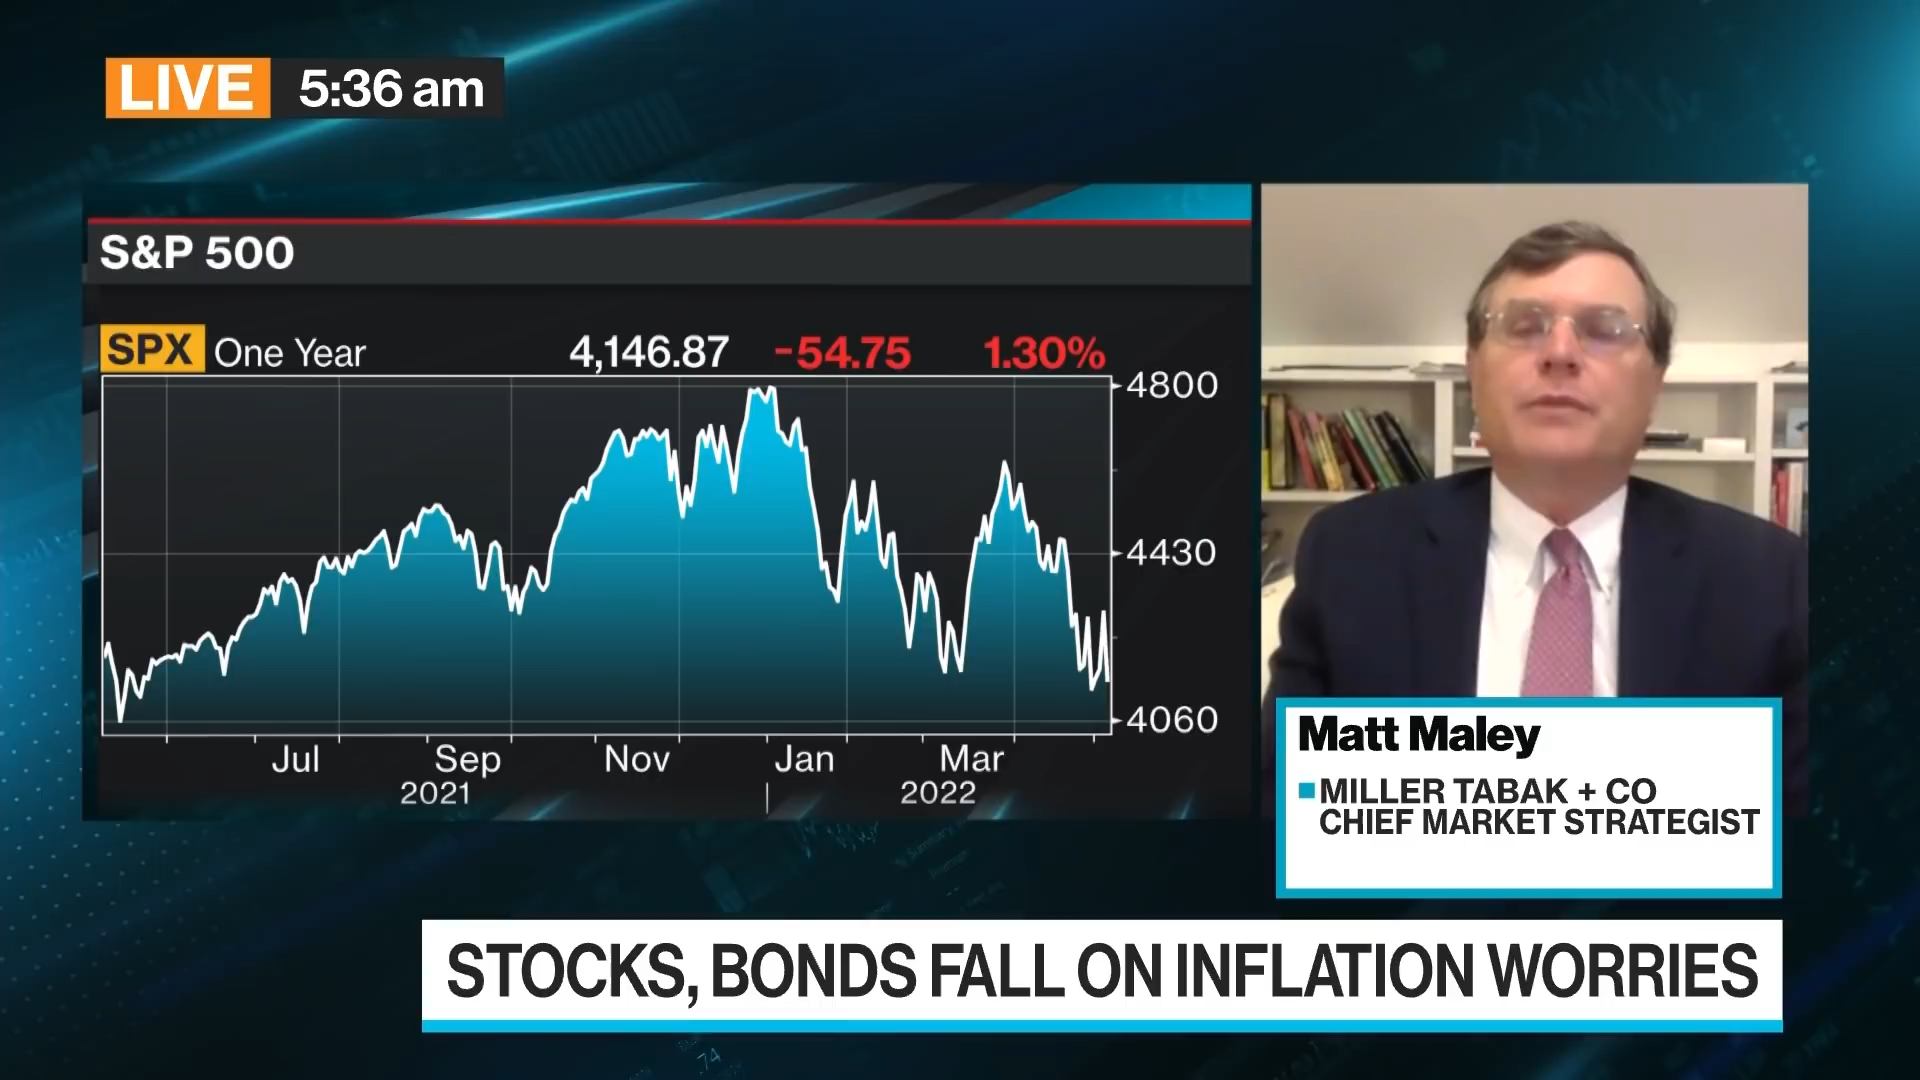 LIVE 5:36 am
S&P 500
SPX One Year 4,146.87 -54.75 1.30%
4800
4430
4060
Jul Sep Nov Jan Mar
2021 2022
Matt Maley
MILLER TABAK + CO
CHIEF MARKET STRATEGIST
STOCKS, BONDS FALL ON INFLATION WORRIES
74